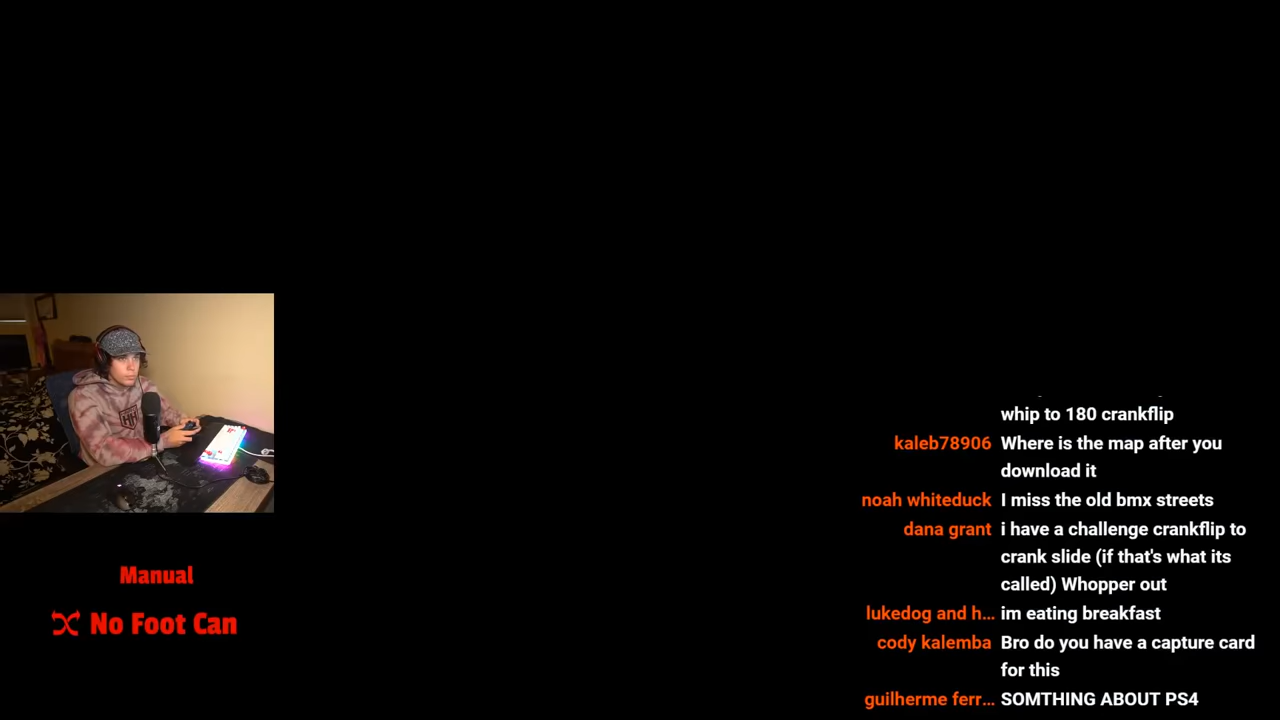 whip to 180 crankflip
kaleb78906 Where is the map after you
download it
noah whiteduck I miss the old bmx streets
dana grant i have a challenge crankflip to
crank slide (if that's what its
called) Whopper out
lukedog and h… im eating breakfast
cody kalemba Bro do you have a capture card
for this
guilherme ferr… SOMTHING ABOUT PS4
HH
Manual
No Foot Can